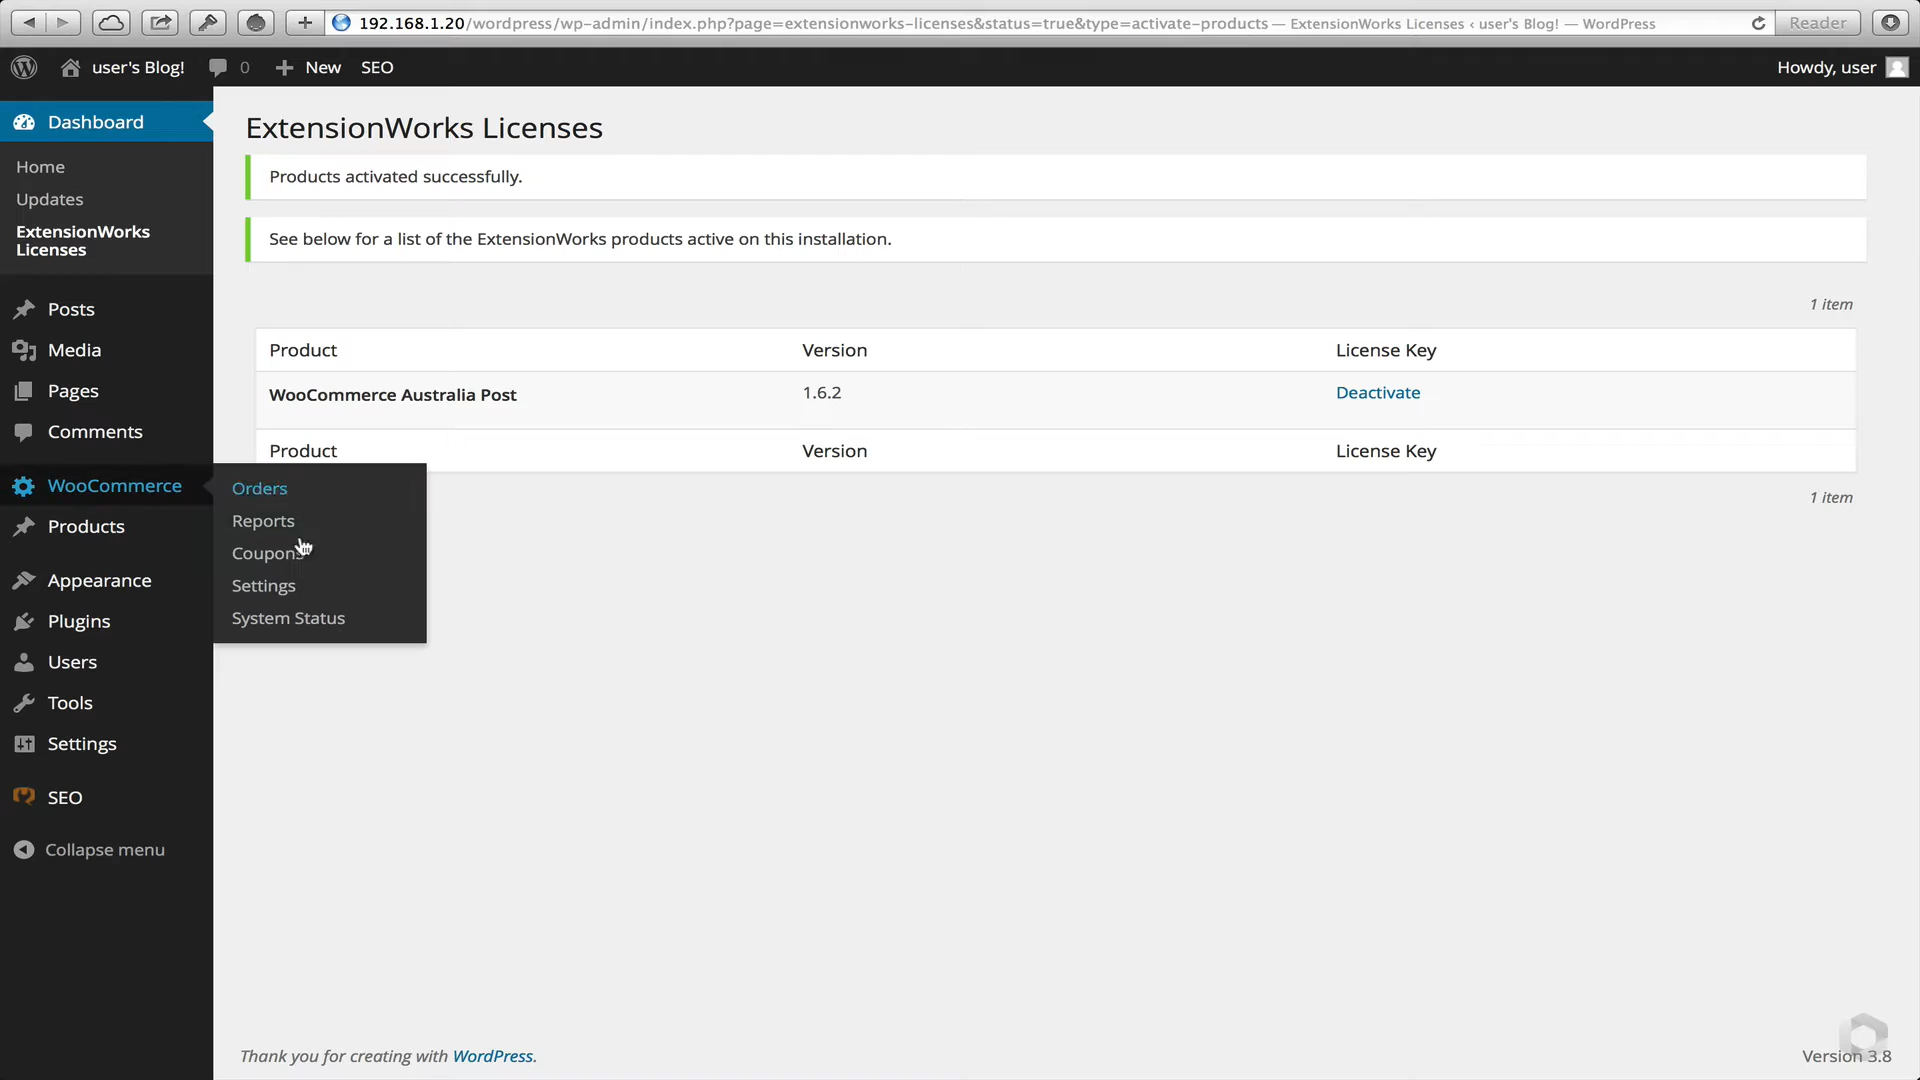 192.168.1.20/wordpress/wp-admin/index.php?page=extensionworks-licenses&status=true&type=activate-products — ExtensionWorks Licenses ‹ user's Blog! — WordPress
Reader
user's Blog!
0
New
SEO
Howdy, user
Dashboard
Home
Updates
ExtensionWorks
Licenses
Posts
Media
Pages
Comments
WooCommerce
Products
Appearance
Plugins
Users
Tools
Settings
SEO
Collapse menu
Orders
Reports
Coupons
Settings
System Status
ExtensionWorks Licenses
Products activated successfully.
See below for a list of the ExtensionWorks products active on this installation.
1 item
Product Version License Key
WooCommerce Australia Post 1.6.2 Deactivate
Product Version License Key
1 item
Thank you for creating with WordPress.
Version 3.8